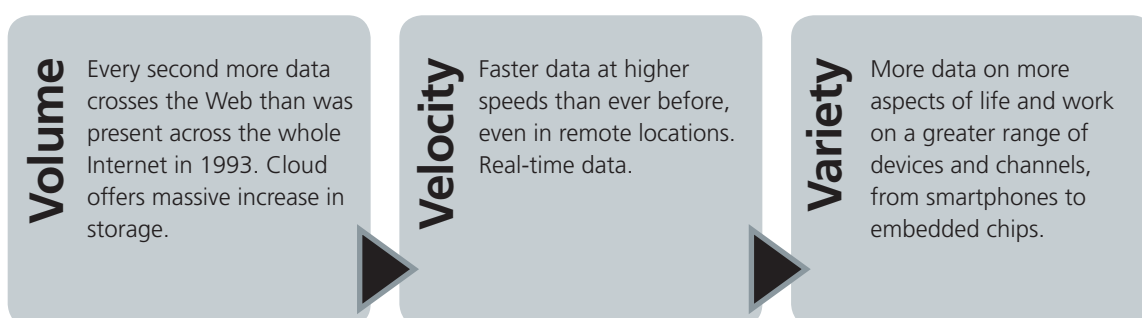 Volume
Every second more data
crosses the Web than was
present across the whole
Internet in 1993. Cloud
offers massive increase in
storage.
Velocity
Faster data at higher
speeds than ever before,
even in remote locations.
Real-time data.
Variety
More data on more
aspects of life and work
on a greater range of
devices and channels,
from smartphones to
embedded chips.